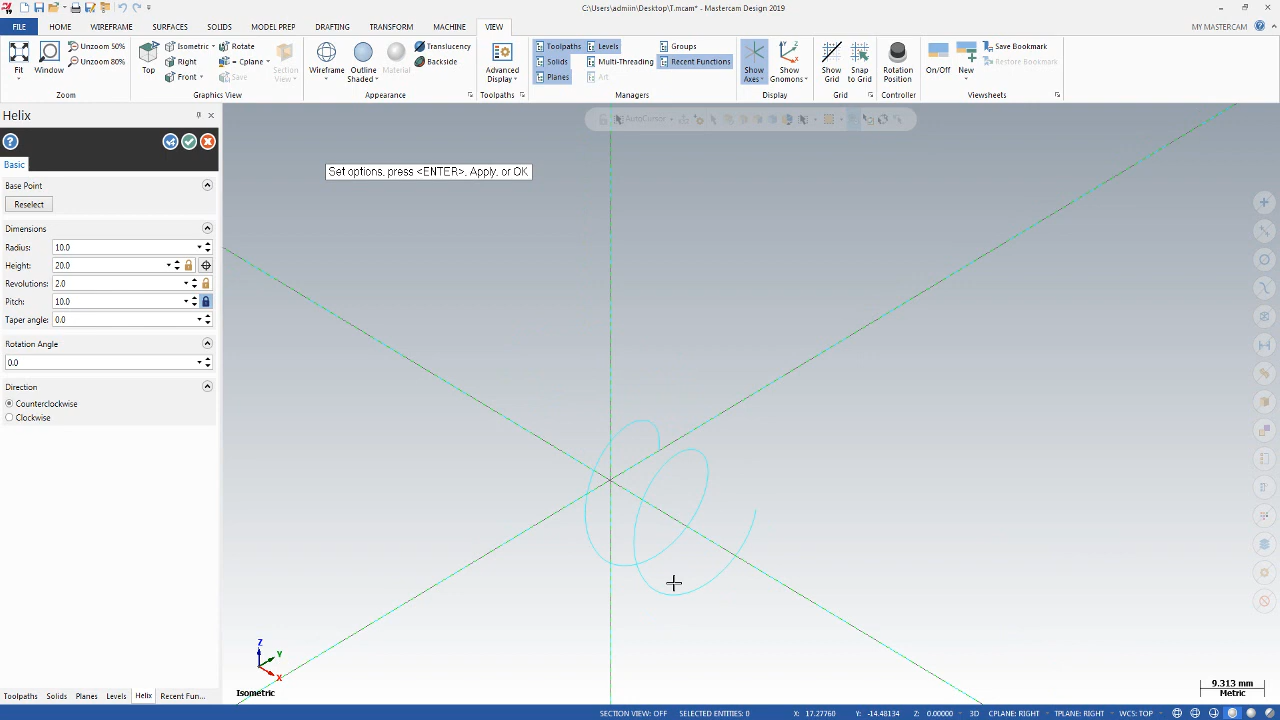 C:\Users\admiin\Desktop\T.mcam* - Mastercam Design 2019
FILE HOME WIREFRAME SURFACES SOLIDS MODEL PREP DRAFTING TRANSFORM MACHINE VIEW MY MASTERCAM
Fit
Window
Unzoom 50%
Unzoom 80%
Zoom
Top
Isometric
Right
Front
Rotate
= Cplane
Save
Section View
Graphics View
Wireframe
Outline Shaded
Material
Translucency
Backside
Appearance
Advanced Display
Toolpaths
Toolpaths
Solids
Planes
Levels
Multi-Threading
Art
Groups
Recent Functions
Managers
Show Axes
Show Gnomons
Display
Show Grid
Snap to Grid
Grid
Rotation Position
Controller
On/Off
New
Save Bookmark
Restore Bookmark
Viewsheets
Helix
Basic
Base Point
Reselect
Dimensions
Radius: 10.0
Height: 20.0
Revolutions: 2.0
Pitch: 10.0
Taper angle: 0.0
Rotation Angle
0.0
Direction
Counterclockwise
Clockwise
AutoCursor
Set options, press <ENTER>, Apply, or OK
Z
Y
X
Isometric
9.313 mm
Metric
Toolpaths Solids Planes Levels Helix Recent Fun...
SECTION VIEW: OFF SELECTED ENTITIES: 0 X: 17.27760 Y: -14.48134 Z: 0.00000 3D CPLANE: RIGHT TPLANE: RIGHT WCS: TOP